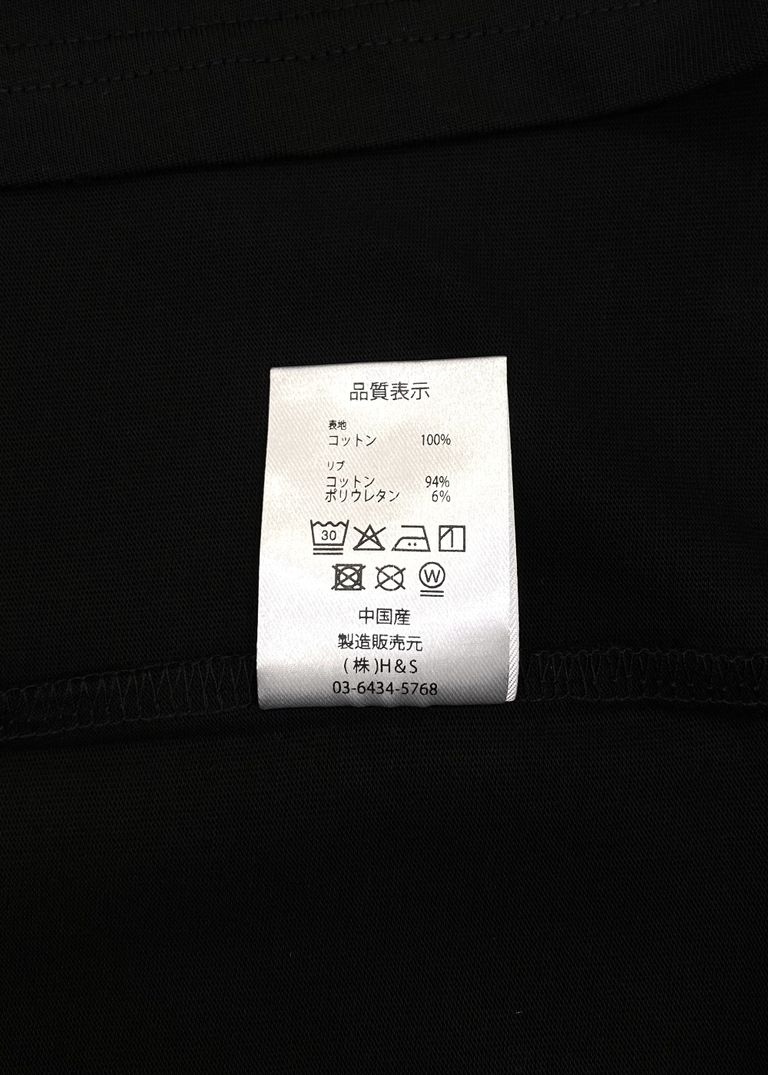 品質表示
表地
コットン 100%
リブ
コットン 94%
ポリウレタン 6%
30
W
中国産
製造販売元
(株)H&S
03-6434-5768